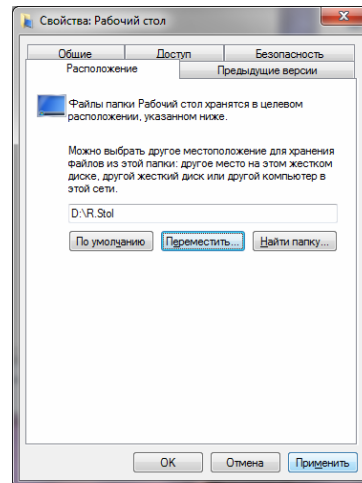 Свойства: Рабочий стол
Общие Доступ Безопасность
Расположение Предыдущие версии
Файлы папки Рабочий стол хранятся в целевом
расположении, указанном ниже.
Можно выбрать другое местоположение для хранения
файлов из этой папки: другое место на этом жестком
диске, другой жесткий диск или другой компьютер в
этой сети.
D:\R.Stol
По умолчанию Переместить... Найти папку...
OK Отмена Применить